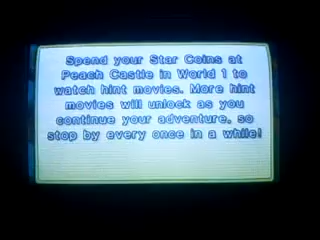 Spend your Star Coins at
Peach Castle in World 1 to
watch hint movies. More hint
movies will unlock as you
continue your adventure, so
stop by every once in a while!